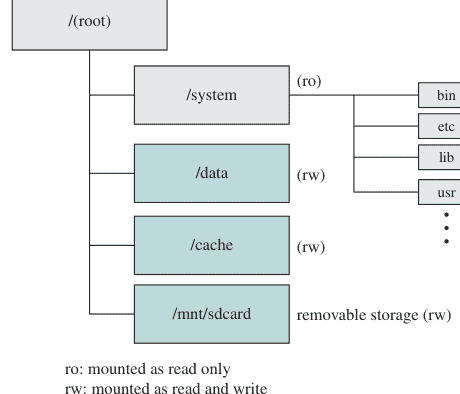 /(root)
/system
(ro)
bin
etc
lib
usr
/data
(rw)
/cache
(rw)
/mnt/sdcard
removable storage (rw)
ro: mounted as read only
rw: mounted as read and write